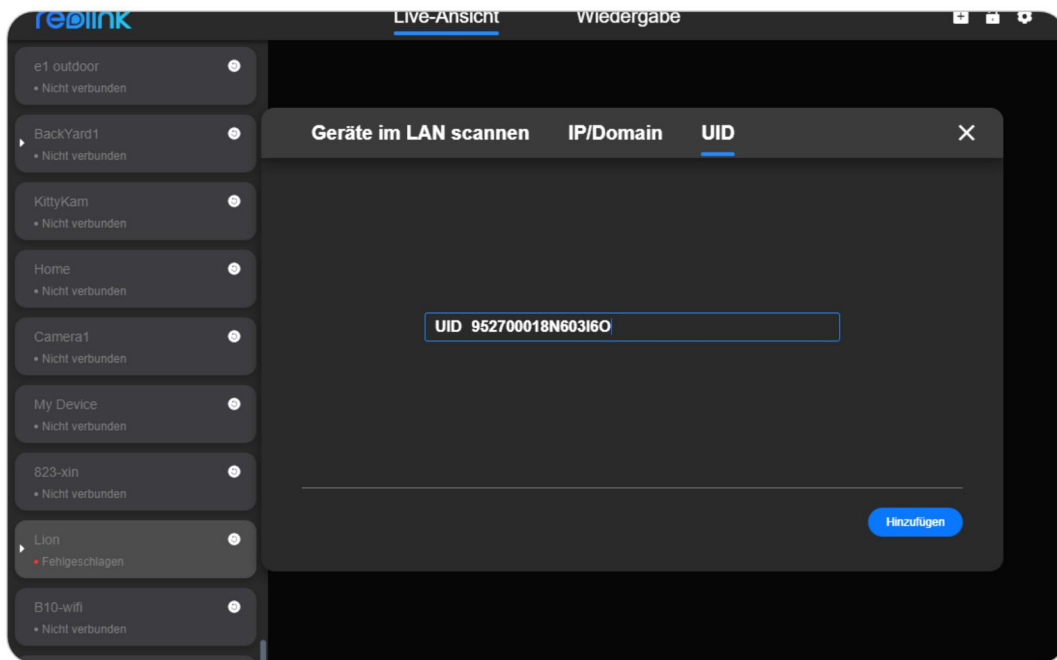 reolink
Live-Ansicht
Wiedergabe
e1 outdoor
Nicht verbunden
BackYard1
Nicht verbunden
KittyKam
Nicht verbunden
Home
Nicht verbunden
Camera1
Nicht verbunden
My Device
Nicht verbunden
823-xin
Nicht verbunden
Lion
Fehlgeschlagen
B10-wifi
Nicht verbunden
Geräte im LAN scannen
IP/Domain
UID
UID 952700018N603I6O
Hinzufügen